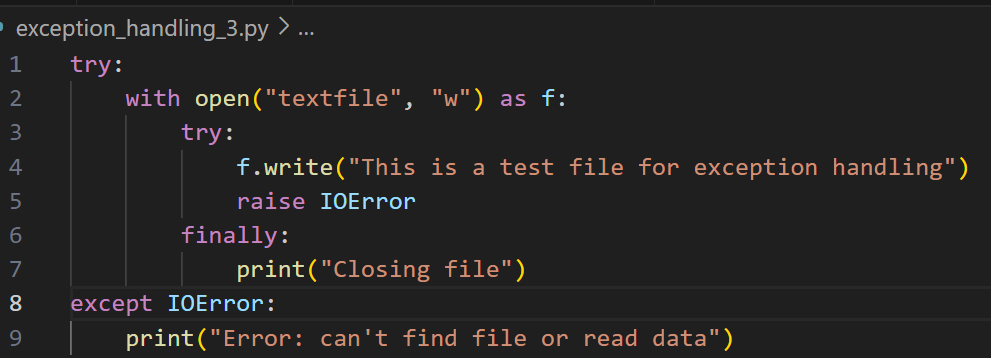 exception_handling_3.py > ...
1 try:
2     with open("textfile", "w") as f:
3         try:
4             f.write("This is a test file for exception handling")
5             raise IOError
6         finally:
7             print("Closing file")
8 except IOError:
9     print("Error: can't find file or read data")